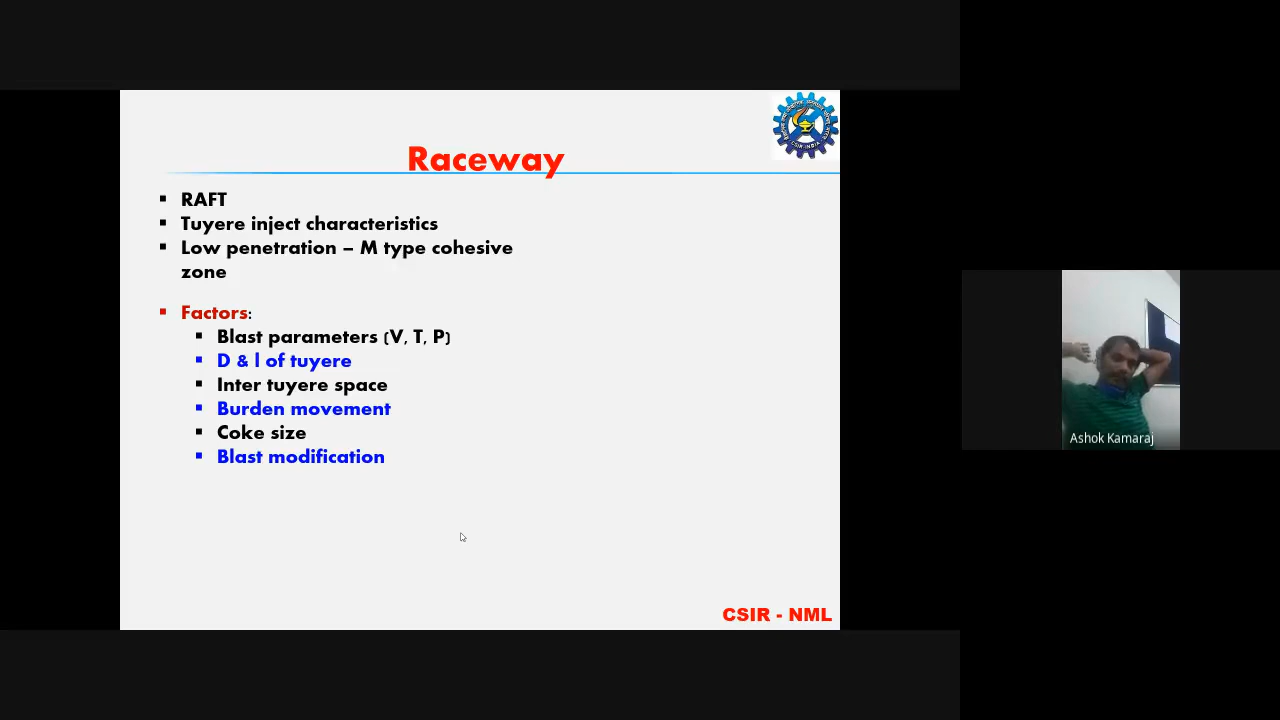 Raceway
▪ RAFT
▪ Tuyere inject characteristics
▪ Low penetration – M type cohesive
zone
▪ Factors:
▪ Blast parameters (V, T, P)
▪ D & l of tuyere
▪ Inter tuyere space
▪ Burden movement
▪ Coke size
▪ Blast modification
CSIR - NML
Ashok Kamaraj